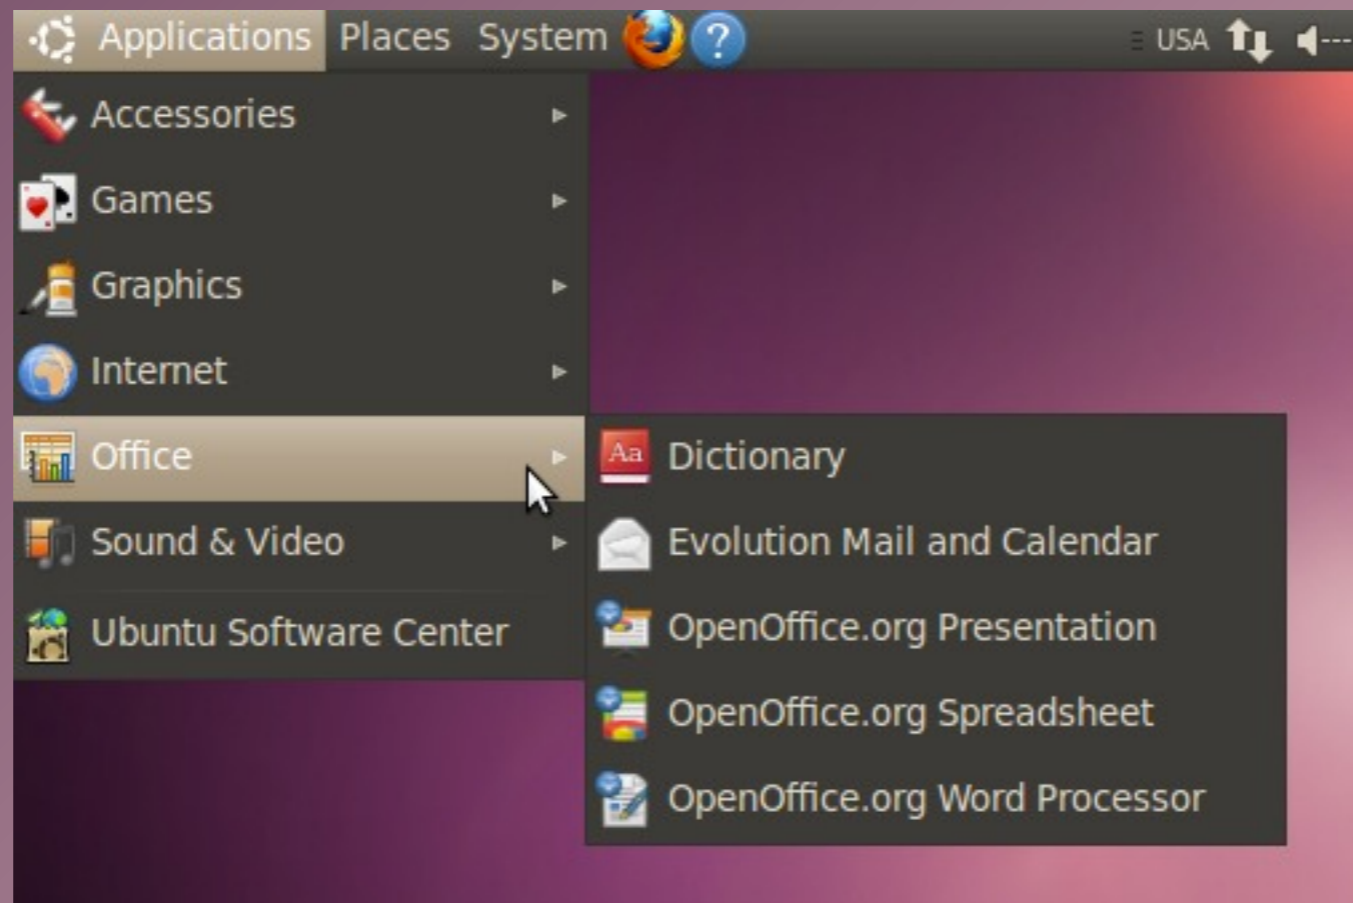 Applications Places System ? USA
Accessories
Games
Graphics
Internet
Office
Sound & Video
Ubuntu Software Center
Aa Dictionary
Evolution Mail and Calendar
OpenOffice.org Presentation
OpenOffice.org Spreadsheet
OpenOffice.org Word Processor